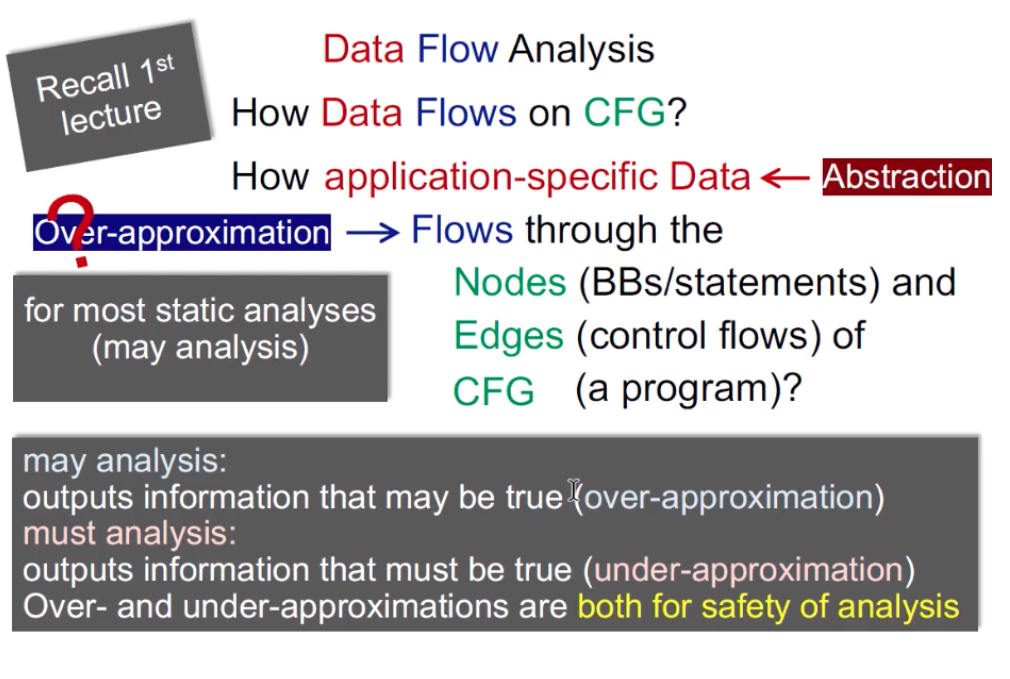 Recall 1st
lecture
Data Flow Analysis
How Data Flows on CFG?
How application-specific Data ← Abstraction
?
Over-approximation → Flows through the
Nodes (BBs/statements) and
Edges (control flows) of
CFG (a program)?
for most static analyses
(may analysis)
may analysis:
outputs information that may be true (over-approximation)
must analysis:
outputs information that must be true (under-approximation)
Over- and under-approximations are both for safety of analysis